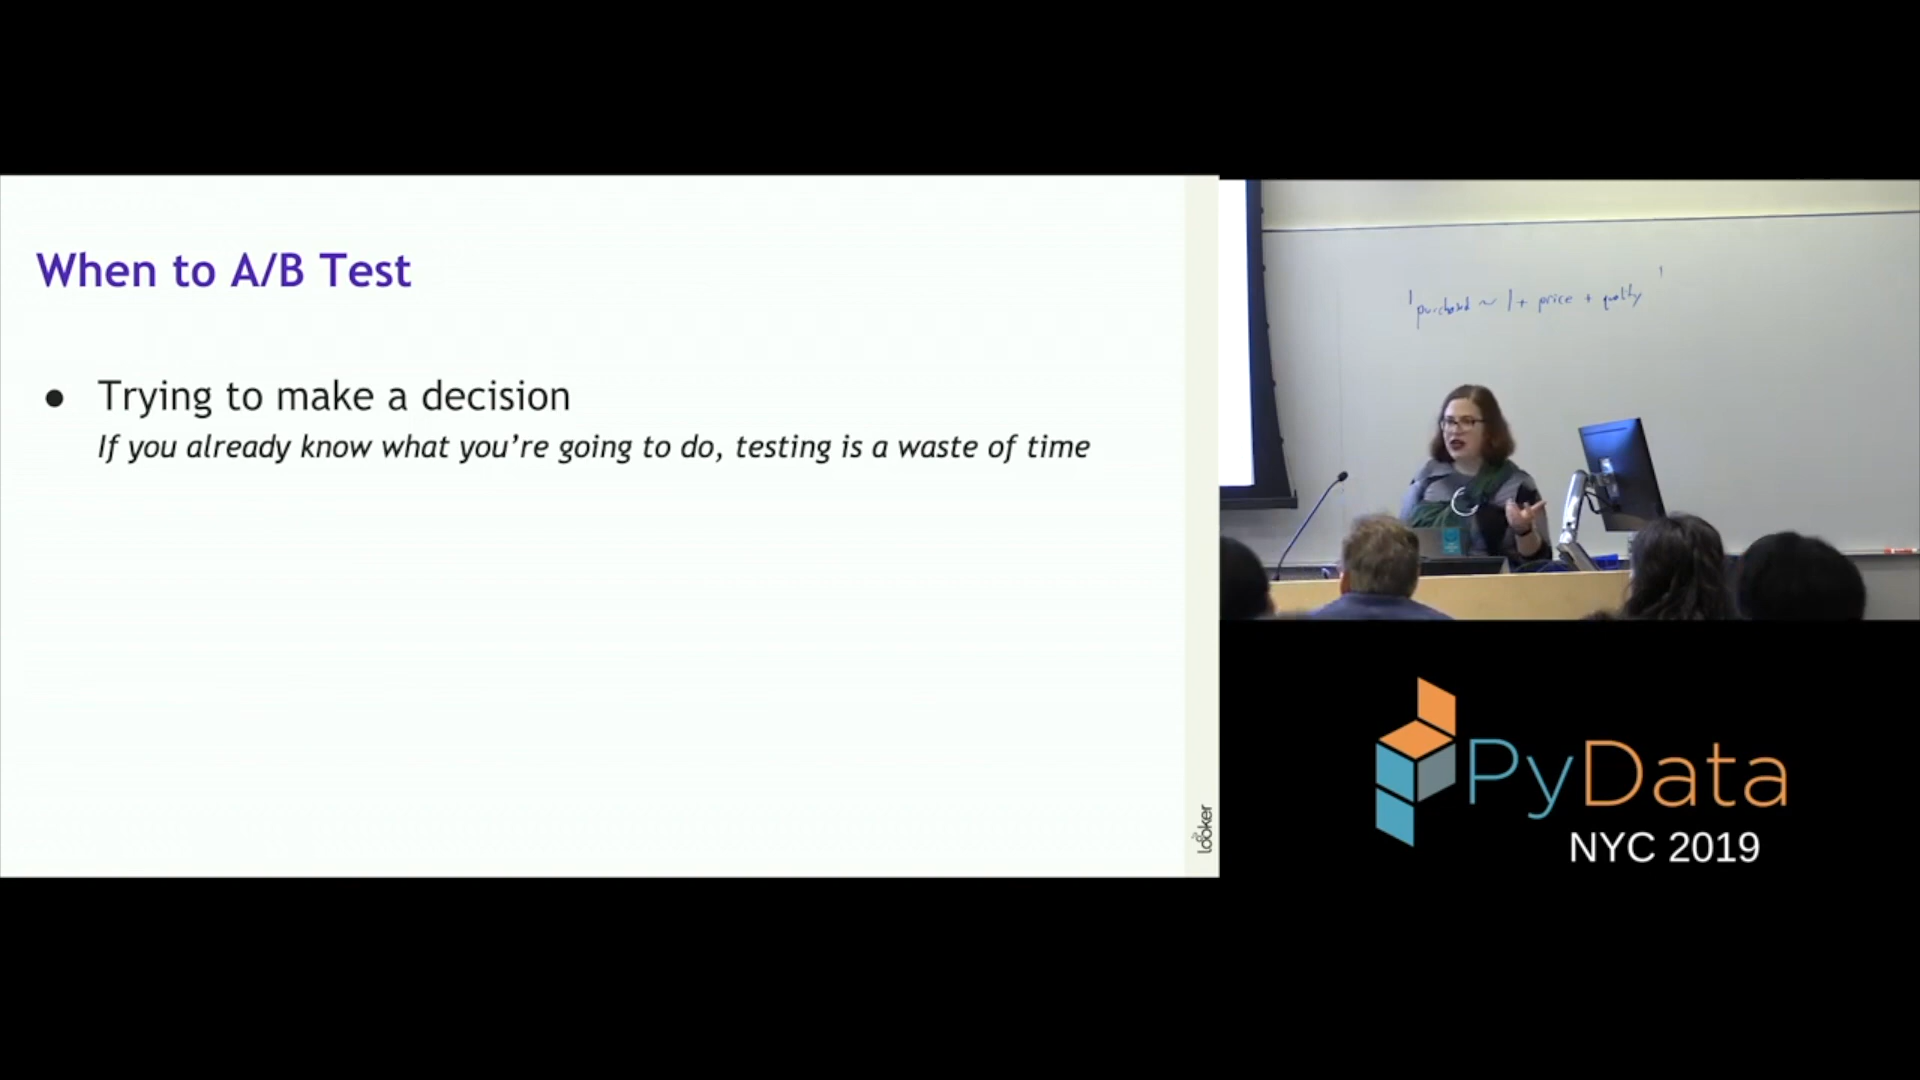 When to A/B Test
● Trying to make a decision
If you already know what you're going to do, testing is a waste of time
looker
purchased ~ 1 + price + quality
PyData
NYC 2019